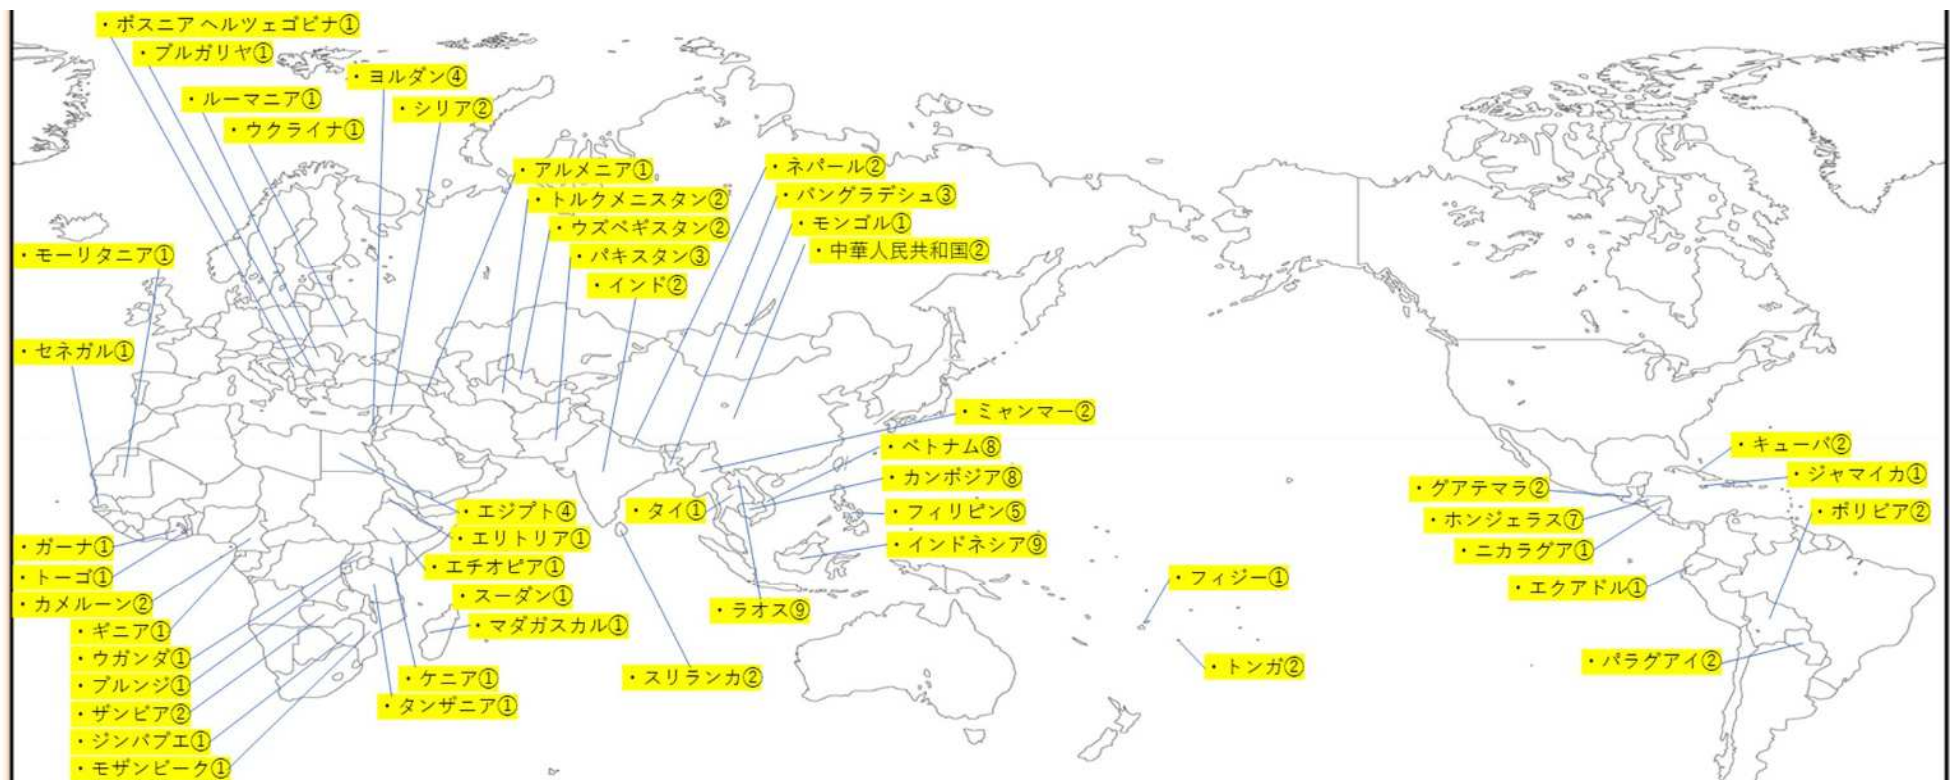 ・ボスニア ヘルツェゴビナ①
・ブルガリヤ①
・ルーマニア①
・ウクライナ①
・ヨルダン④
・シリア②
・アルメニア①
・トルクメニスタン②
・ウズベギスタン②
・パキスタン③
・インド②
・ネパール②
・バングラデシュ③
・モンゴル①
・中華人民共和国②
・モーリタニア①
・セネガル①
・ミャンマー②
・ベトナム⑧
・カンボジア⑧
・タイ①
・フィリピン⑤
・インドネシア⑨
・ラオス⑨
・スリランカ②
・エジプト④
・エリトリア①
・エチオピア①
・スーダン①
・マダガスカル①
・ケニア①
・タンザニア①
・ガーナ①
・トーゴ①
・カメルーン②
・ギニア①
・ウガンダ①
・ブルンジ①
・ザンビア②
・ジンバブエ①
・モザンビーク①
・フィジー①
・トンガ②
・キューバ②
・ジャマイカ①
・グアテマラ②
・ホンジェラス⑦
・ニカラグア①
・ボリビア②
・エクアドル①
・パラグアイ②